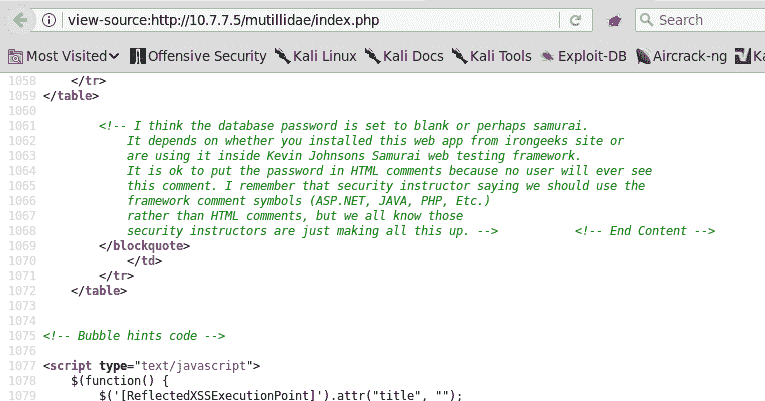 view-source:http://10.7.7.5/mutillidae/index.php Search
Most Visited Offensive Security Kali Linux Kali Docs Kali Tools Exploit-DB Aircrack-ng Ka
1058 </tr>
1059 </table>
1060
1061 <!-- I think the database password is set to blank or perhaps samurai.
1062 It depends on whether you installed this web app from irongeeks site or
1063 are using it inside Kevin Johnsons Samurai web testing framework.
1064 It is ok to put the password in HTML comments because no user will ever see
1065 this comment. I remember that security instructor saying we should use the
1066 framework comment symbols (ASP.NET, JAVA, PHP, Etc.)
1067 rather than HTML comments, but we all know those
1068 security instructors are just making all this up. --> <!-- End Content -->
1069 </blockquote>
1070 </td>
1071 </tr>
1072 </table>
1073
1074
1075 <!-- Bubble hints code -->
1076
1077 <script type="text/javascript">
1078 $(function() {
1079 $('[ReflectedXSSExecutionPoint]').attr("title", "");